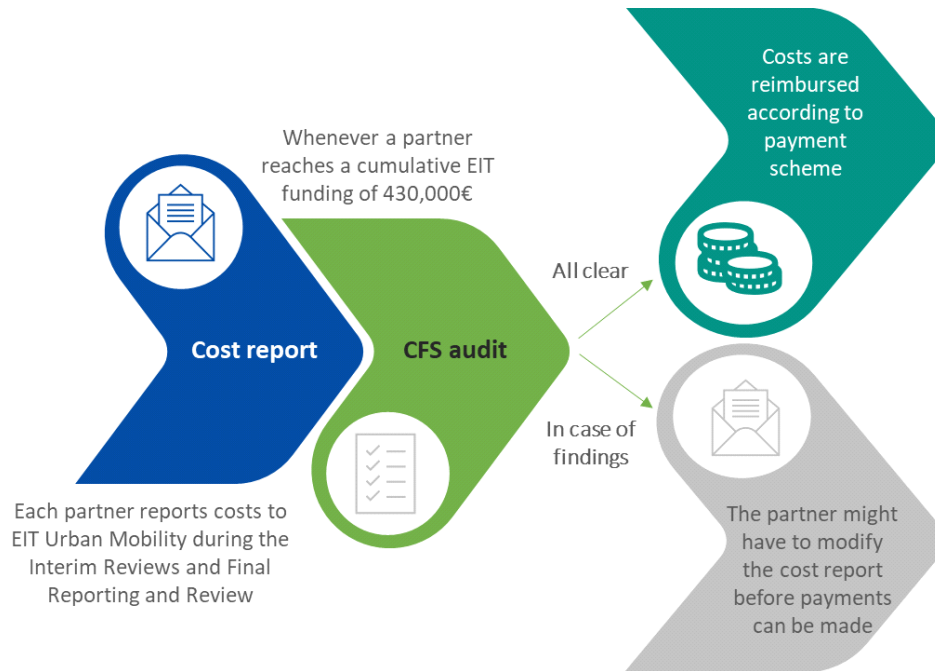 Cost report
Each partner reports costs to
EIT Urban Mobility during the
Interim Reviews and Final
Reporting and Review
Whenever a partner
reaches a cumulative EIT
funding of 430,000€
CFS audit
All clear
Costs are
reimbursed
according to
payment
scheme
In case of
findings
The partner might
have to modify
the cost report
before payments
can be made